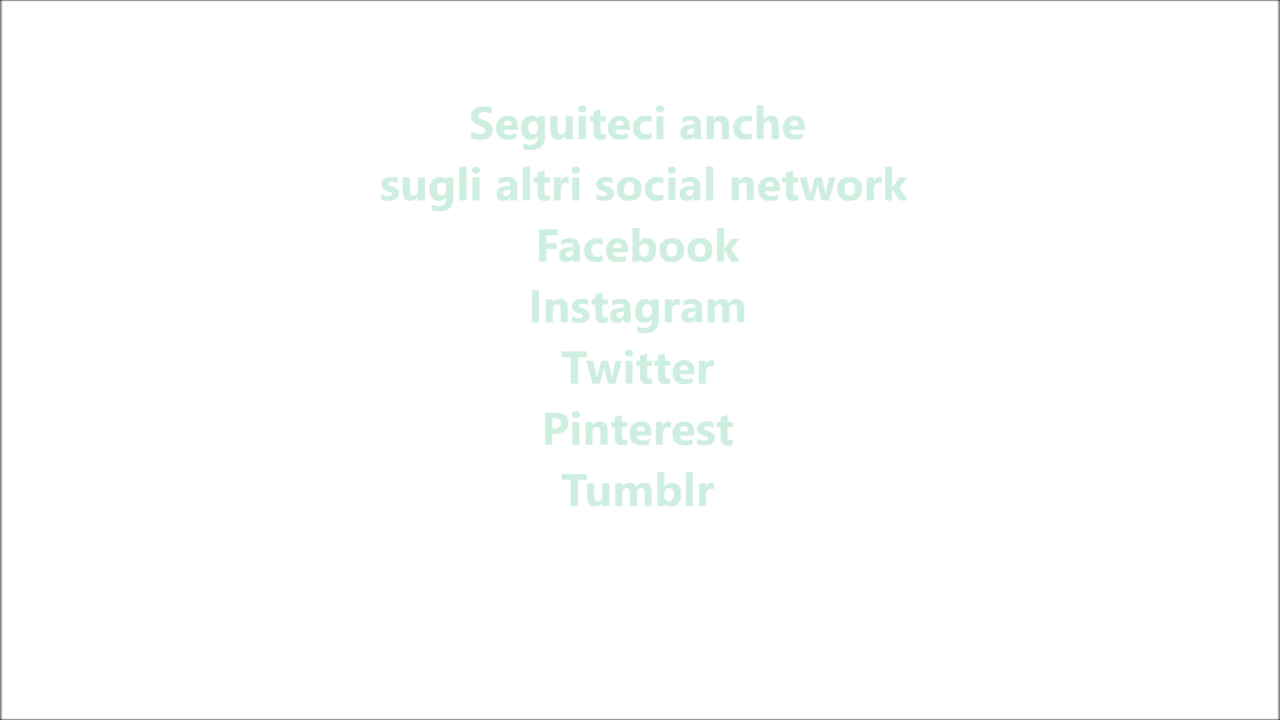 Seguiteci anche
sugli altri social network
Facebook
Instagram
Twitter
Pinterest
Tumblr